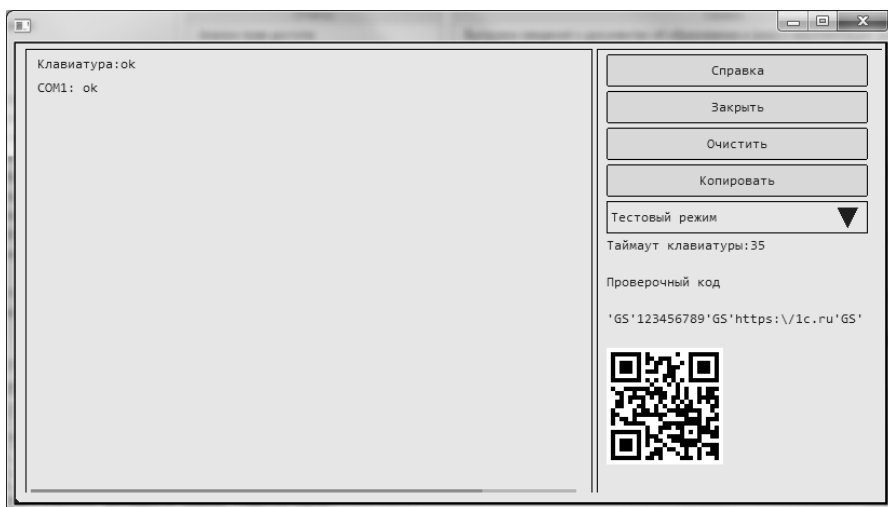 Клавиатура:ok
COM1: ok
Справка
Закрыть
Очистить
Копировать
Тестовый режим
Таймаут клавиатуры:35
Проверочный код
'GS'123456789'GS'https:\/1c.ru'GS'